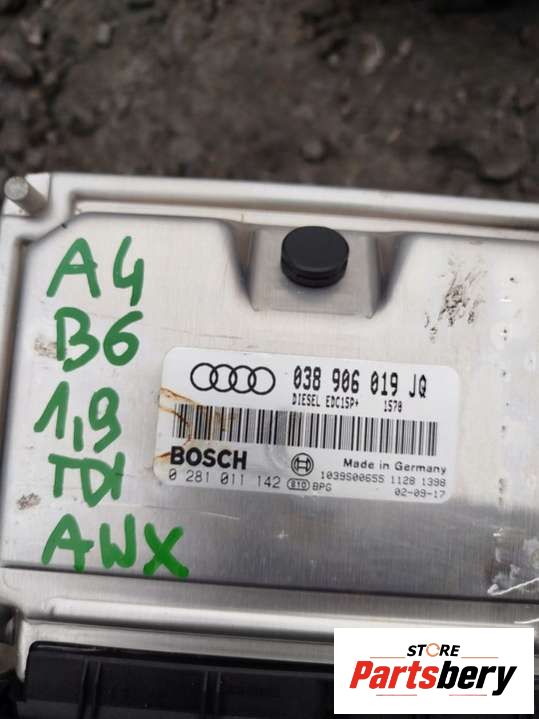 A4
B6
1,9
TDI
AWX
038 906 019 JQ
DIESEL EDC15P+ 1570
BOSCH
Made in Germany
0 281 011 142 BPG
1039S00655 1128 1398
02-09-17
STORE
Partsbery